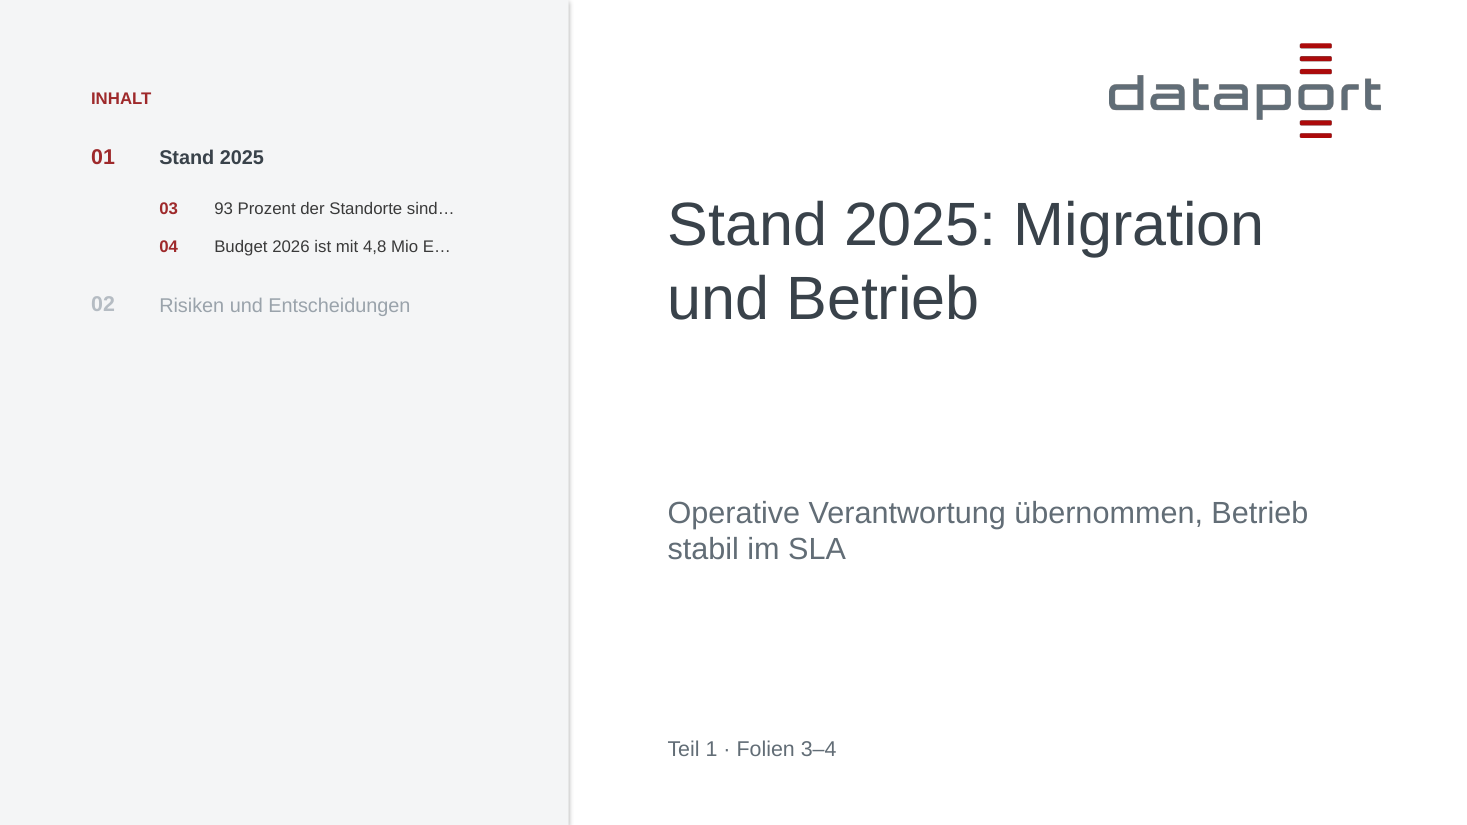 INHALT
01 Stand 2025
03 93 Prozent der Standorte sind…
04 Budget 2026 ist mit 4,8 Mio E…
02 Risiken und Entscheidungen
dataport
Stand 2025: Migration
und Betrieb
Operative Verantwortung übernommen, Betrieb
stabil im SLA
Teil 1 · Folien 3–4